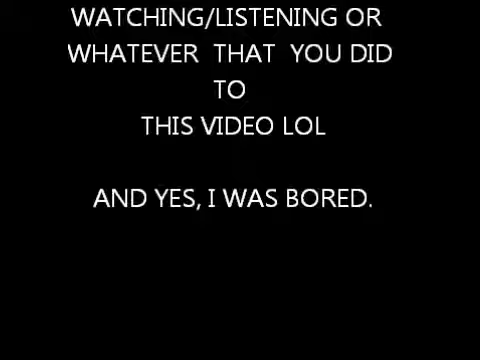 WATCHING/LISTENING OR
WHATEVER THAT YOU DID
TO
THIS VIDEO LOL
AND YES, I WAS BORED.